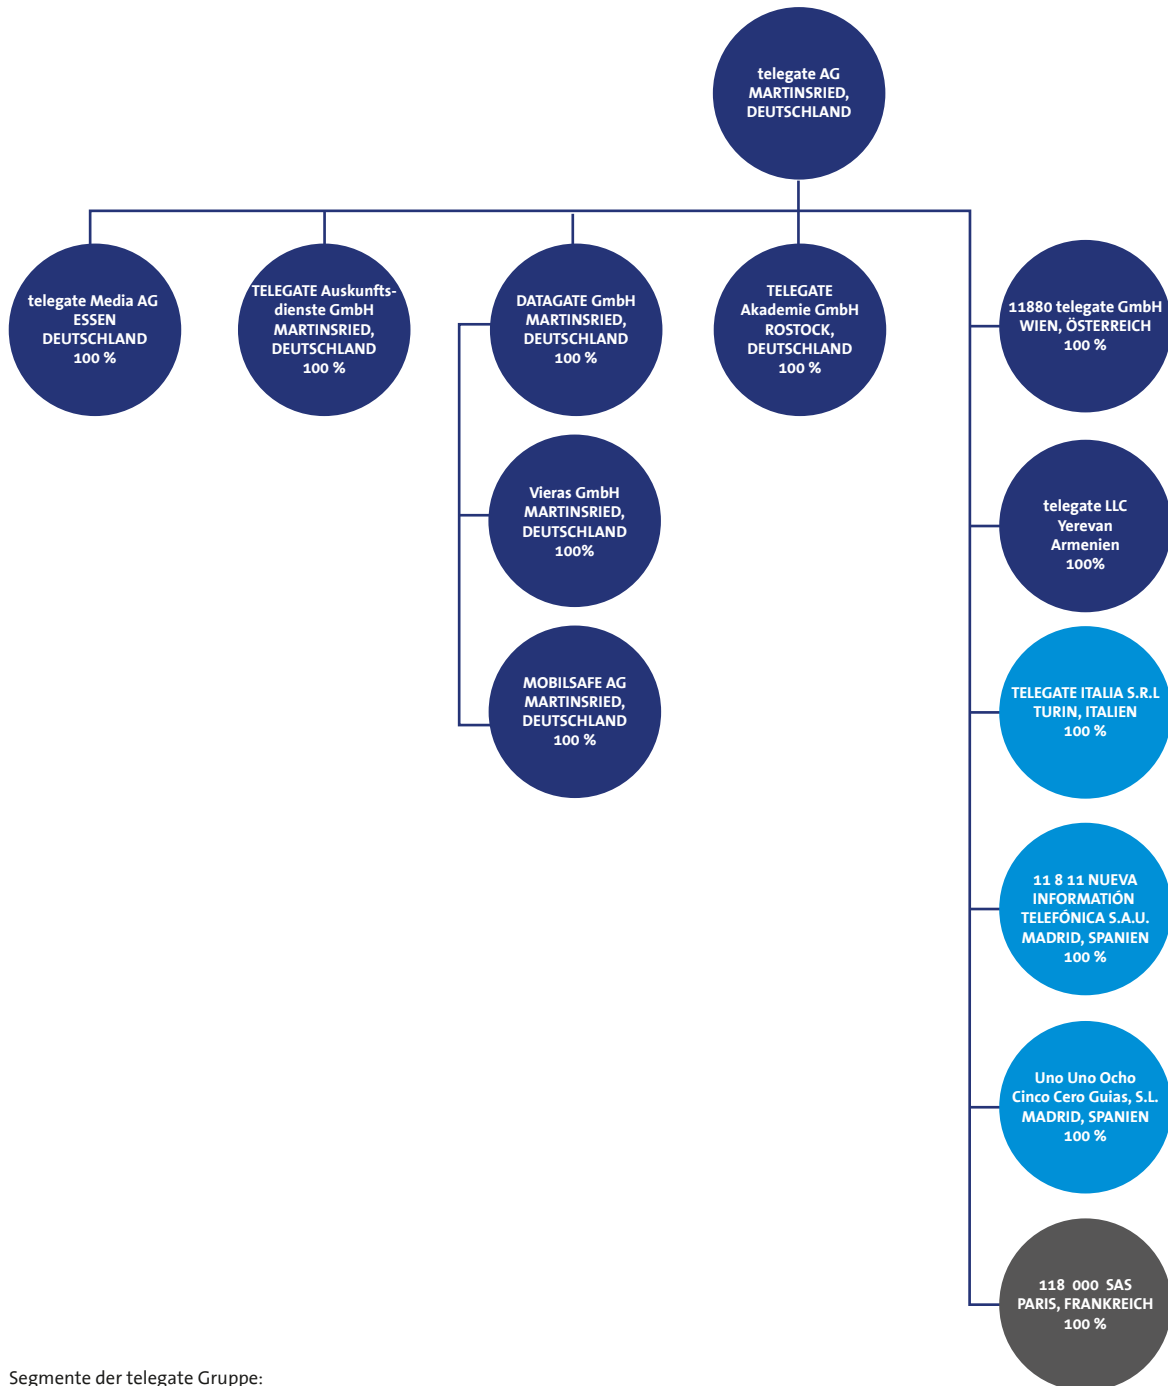 telegate AG
MARTINSRIED,
DEUTSCHLAND
telegate Media AG
ESSEN
DEUTSCHLAND
100 %
TELEGATE Auskunfts-
dienste GmbH
MARTINSRIED,
DEUTSCHLAND
100 %
DATAGATE GmbH
MARTINSRIED,
DEUTSCHLAND
100 %
TELEGATE
Akademie GmbH
ROSTOCK,
DEUTSCHLAND
100 %
11880 telegate GmbH
WIEN, ÖSTERREICH
100 %
Vieras GmbH
MARTINSRIED,
DEUTSCHLAND
100%
telegate LLC
Yerevan
Armenien
100%
MOBILSAFE AG
MARTINSRIED,
DEUTSCHLAND
100 %
TELEGATE ITALIA S.R.L
TURIN, ITALIEN
100 %
11 8 11 NUEVA
INFORMATIÓN
TELEFÓNICA S.A.U.
MADRID, SPANIEN
100 %
Uno Uno Ocho
Cinco Cero Guias, S.L.
MADRID, SPANIEN
100 %
118 000 SAS
PARIS, FRANKREICH
100 %
Segmente der telegate Gruppe: